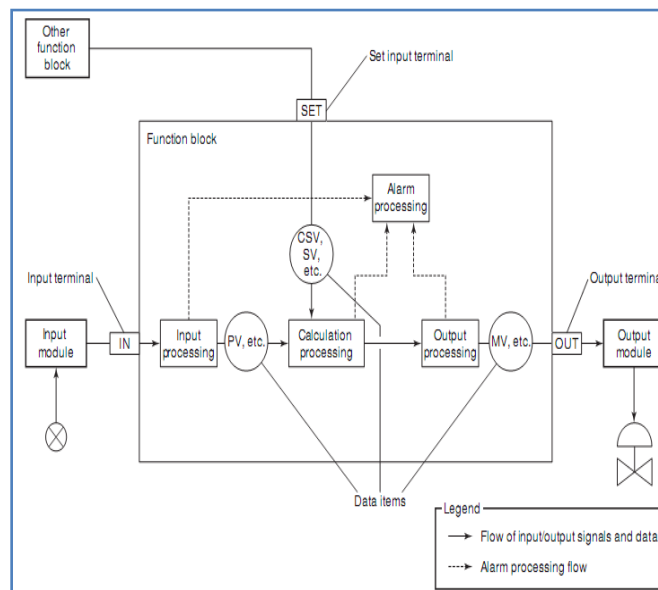 Other
function
block
Set input terminal
SET
Function block
Alarm
processing
CSV,
SV,
etc.
Input terminal
Output terminal
Input
module
IN
Input
processing
PV, etc.
Calculation
processing
Output
processing
MV, etc.
OUT
Output
module
Data items
Legend
Flow of input/output signals and data
Alarm processing flow